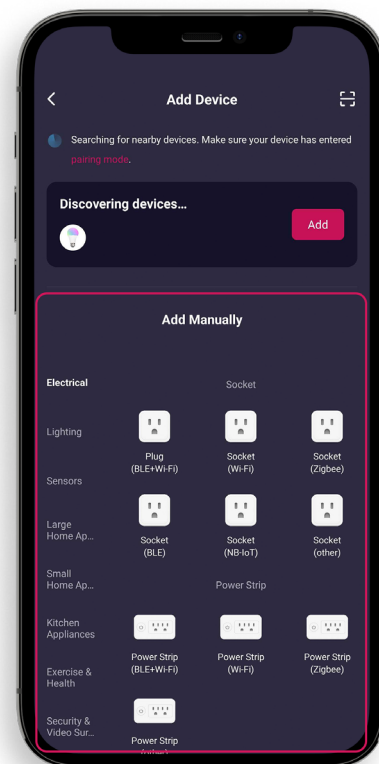 Add Device
Searching for nearby devices. Make sure your device has entered
pairing mode.
Discovering devices...
Add
Add Manually
Electrical
Socket
Lighting
Plug
(BLE+Wi-Fi)
Socket
(Wi-Fi)
Socket
(Zigbee)
Sensors
Large
Home Ap...
Socket
(BLE)
Socket
(NB-IoT)
Socket
(other)
Small
Home Ap...
Power Strip
Kitchen
Appliances
Power Strip
(BLE+Wi-Fi)
Power Strip
(Wi-Fi)
Power Strip
(Zigbee)
Exercise &
Health
Security &
Video Sur...
Power Strip